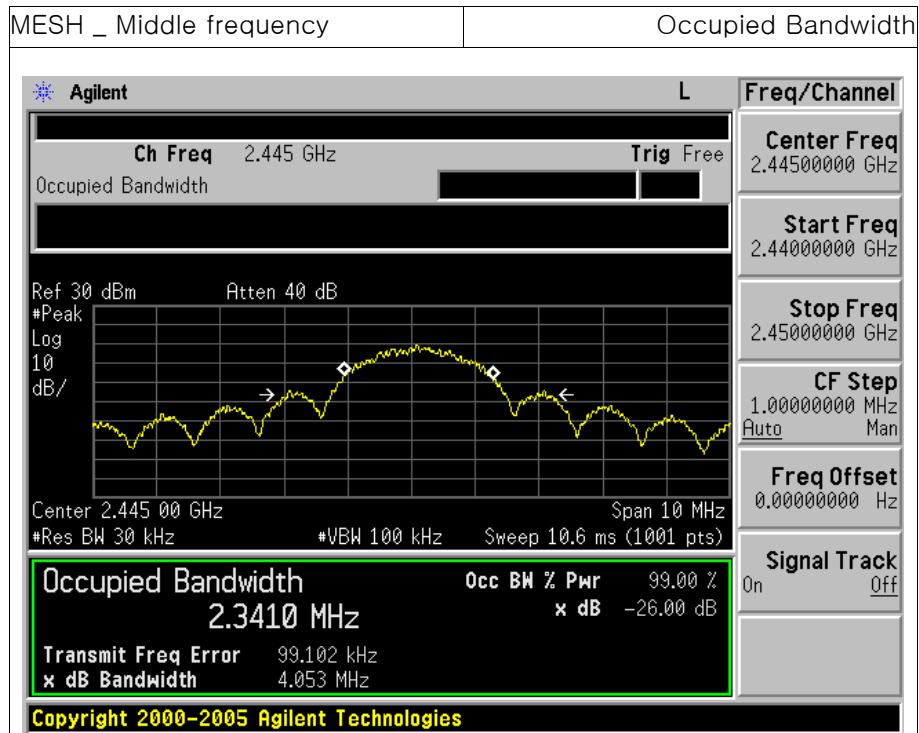 MESH _ Middle frequency Occupied Bandwidth
Agilent L Freq/Channel
Ch Freq 2.445 GHz Trig Free
Occupied Bandwidth
Center Freq
2.44500000 GHz
Start Freq
2.44000000 GHz
Stop Freq
2.45000000 GHz
CF Step
1.00000000 MHz
Auto Man
Freq Offset
0.00000000 Hz
Signal Track
On Off
Ref 30 dBm Atten 40 dB
#Peak
Log
10
dB/
Center 2.445 00 GHz Span 10 MHz
#Res BW 30 kHz #VBW 100 kHz Sweep 10.6 ms (1001 pts)
Occupied Bandwidth Occ BW % Pwr 99.00 %
2.3410 MHz x dB -26.00 dB
Transmit Freq Error 99.102 kHz
x dB Bandwidth 4.053 MHz
Copyright 2000-2005 Agilent Technologies